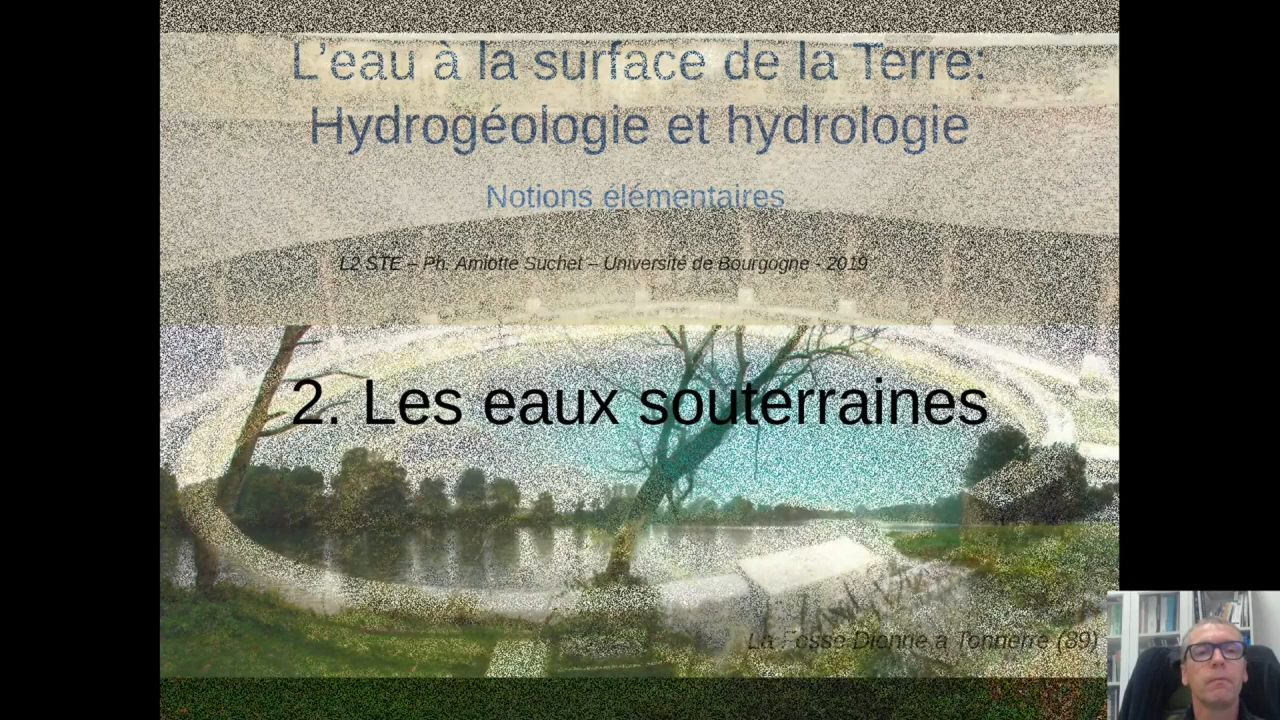 L'eau à la surface de la Terre:
Hydrogéologie et hydrologie
Notions élémentaires
L2 STE – Ph. Amiotte Suchet – Université de Bourgogne - 2019
2. Les eaux souterraines
La Fosse Dionne à Tonnerre (89)